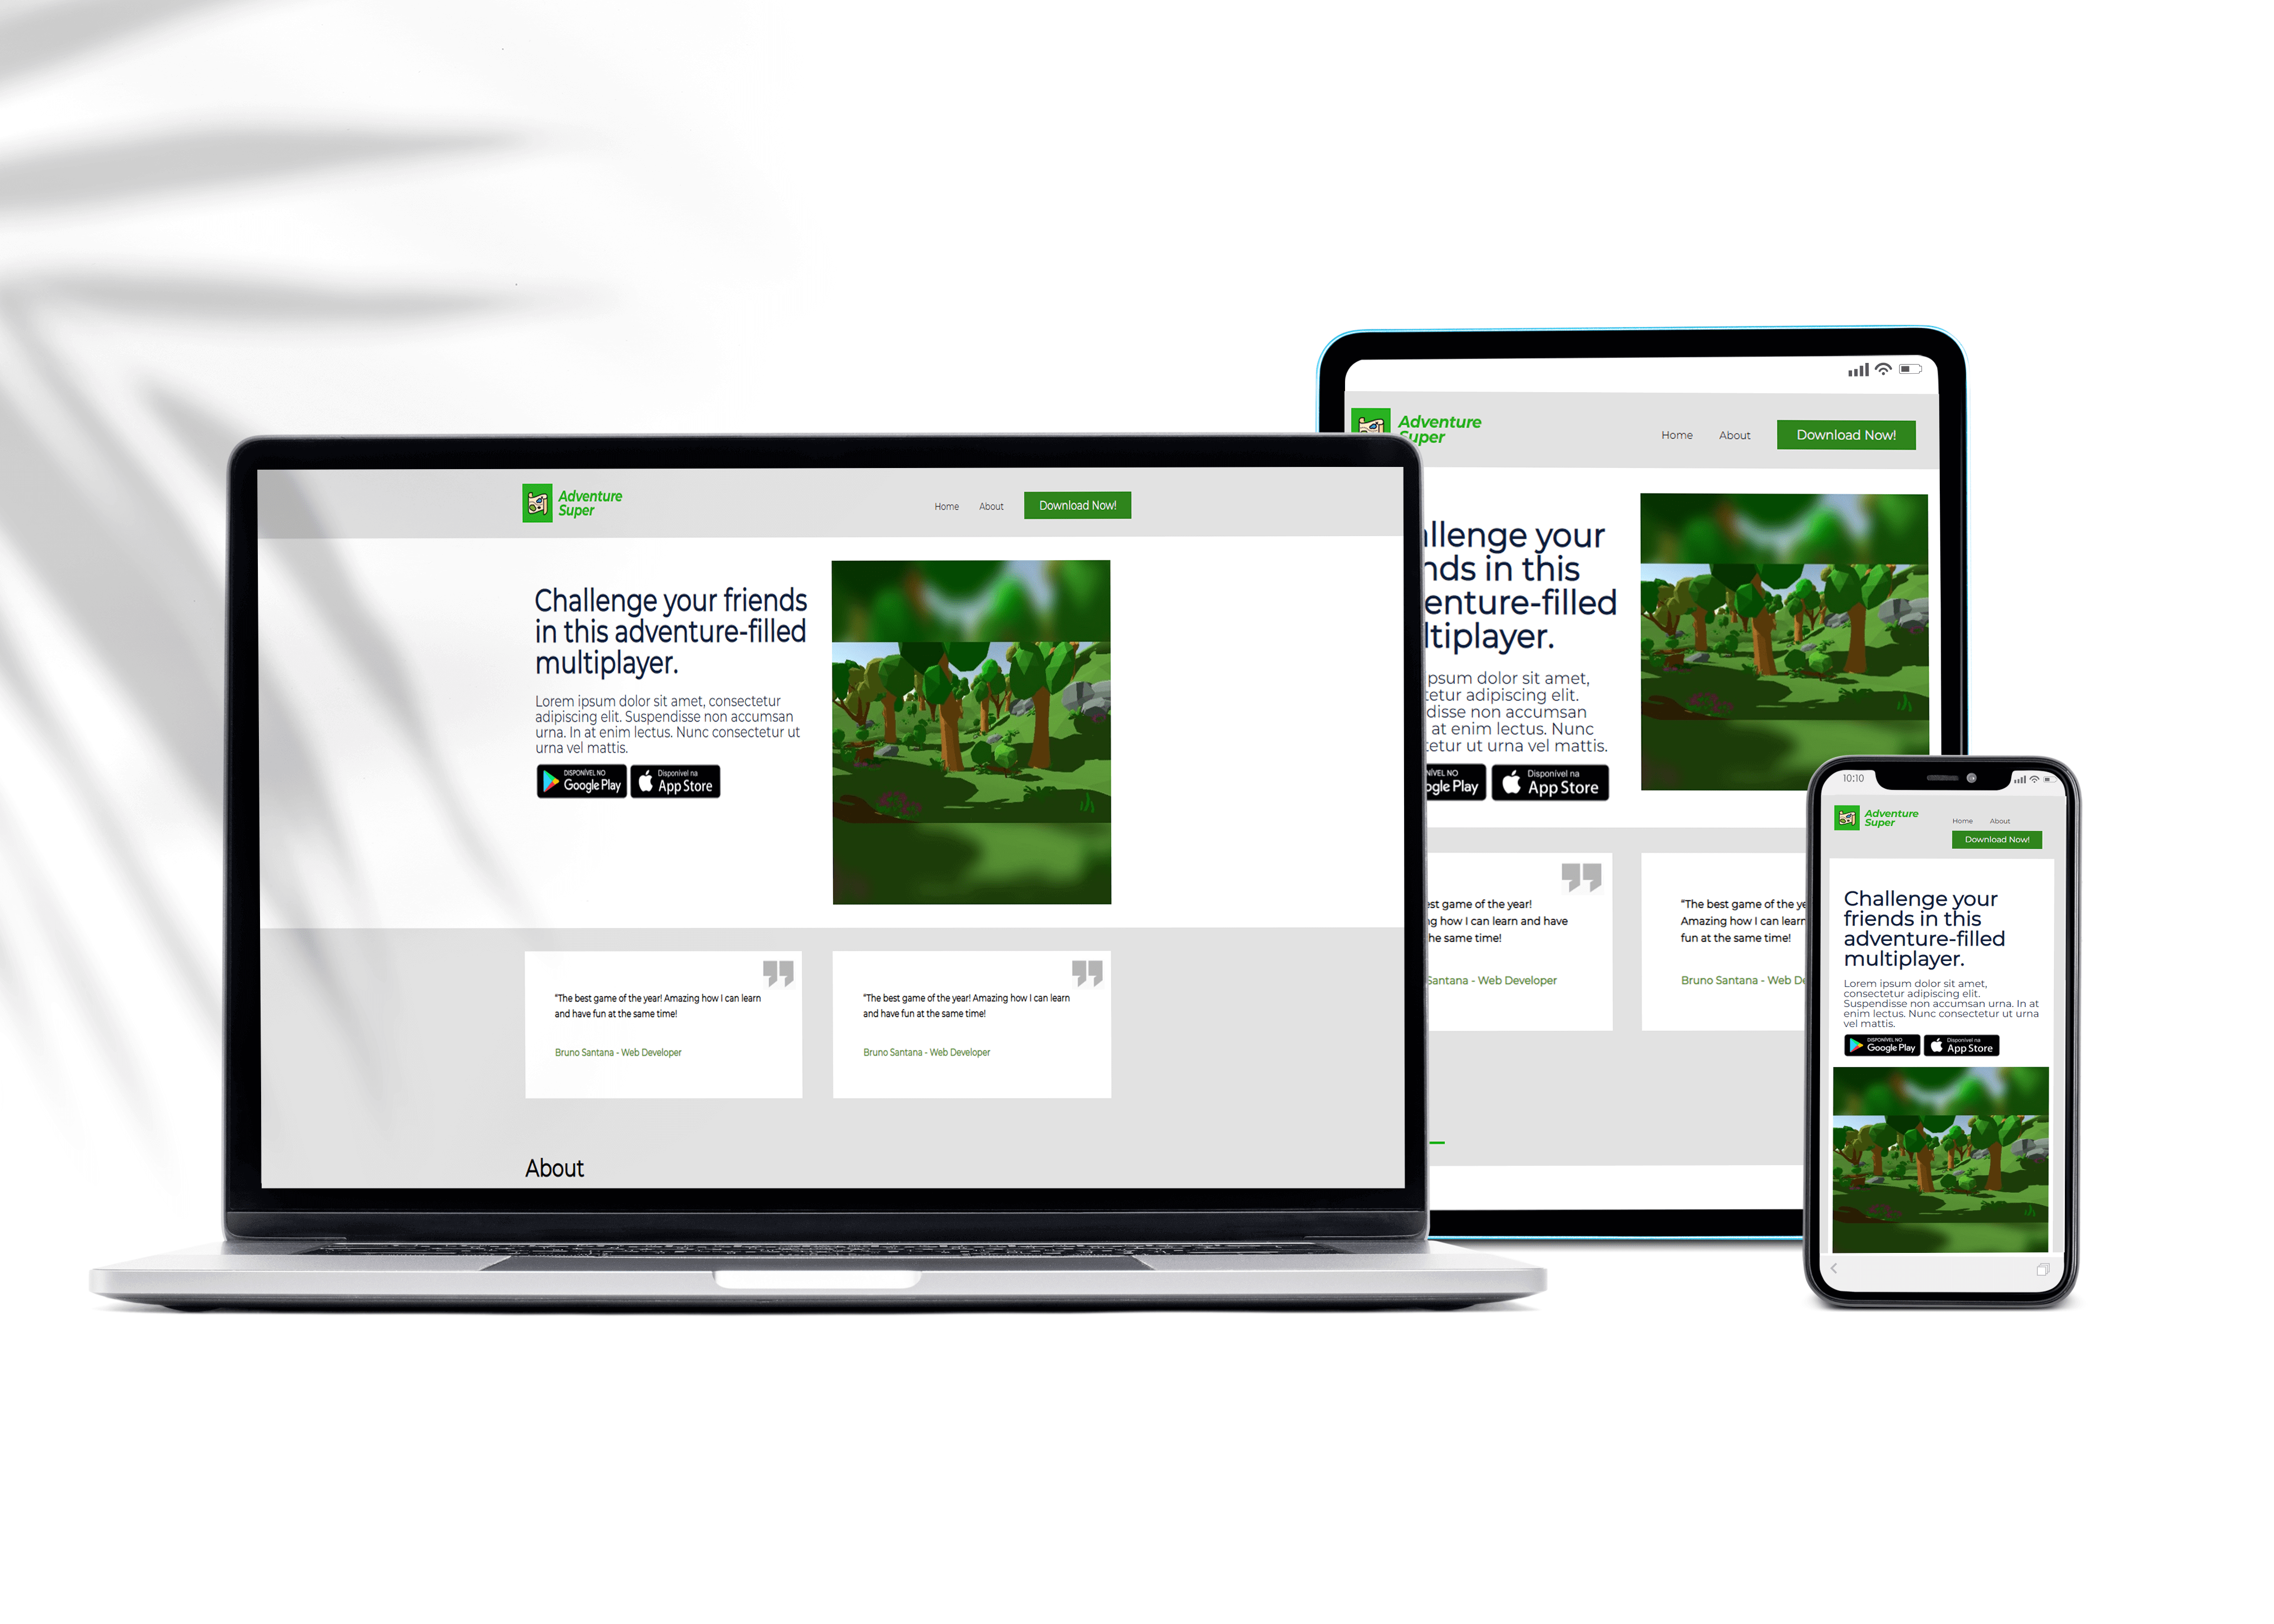 Adventure
Super
Home About Download Now!
Challenge your friends
in this adventure-filled
multiplayer.
Lorem ipsum dolor sit amet, consectetur
adipiscing elit. Suspendisse non accumsan
urna. In at enim lectus. Nunc consectetur ut
urna vel mattis.
DISPONÍVEL NO
Google Play
Disponível na
App Store
"The best game of the year! Amazing how I can learn
and have fun at the same time!
Bruno Santana - Web Developer
"The best game of the year! Amazing how I can learn
and have fun at the same time!
Bruno Santana - Web Developer
About
Adventure
Super
Home About Download Now!
llenge your
nds in this
enture-filled
ltiplayer.
psum dolor sit amet,
tetur adipiscing elit.
disse non accumsan
at enim lectus. Nunc
tetur ut urna vel mattis.
NÍVEL NO
ogle Play
Disponível na
App Store
est game of the year!
ng how I can learn and have
he same time!
Santana - Web Developer
"The best game of the ye
Amazing how I can learn
fun at the same time!
Bruno Santana - Web De
10:10
Adventure
Super
Home About
Download Now!
Challenge your
friends in this
adventure-filled
multiplayer.
Lorem ipsum dolor sit amet,
consectetur adipiscing elit.
Suspendisse non accumsan urna. In at
enim lectus. Nunc consectetur ut urna
vel mattis.
DISPONÍVEL NO
Google Play
Disponível na
App Store